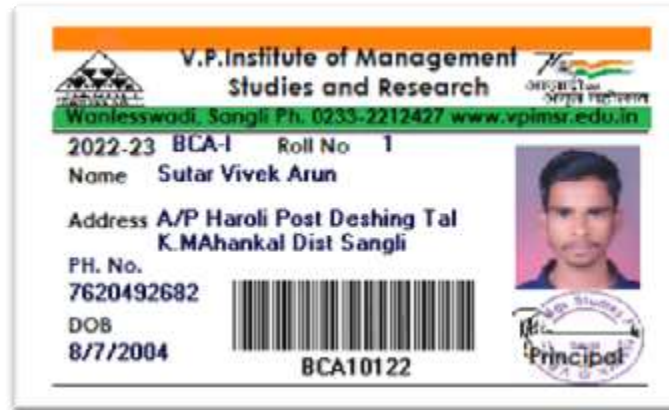 V.P.Institute of Management
Studies and Research
Wanlesswadi, Sangli Ph. 0233-2212427 www.vpimsr.edu.in
2022-23 BCA-I Roll No 1
Name Sutar Vivek Arun
Address A/P Haroli Post Deshing Tal
K.MAhankal Dist Sangli
PH. No.
7620492682
DOB
8/7/2004
BCA10122
Principal